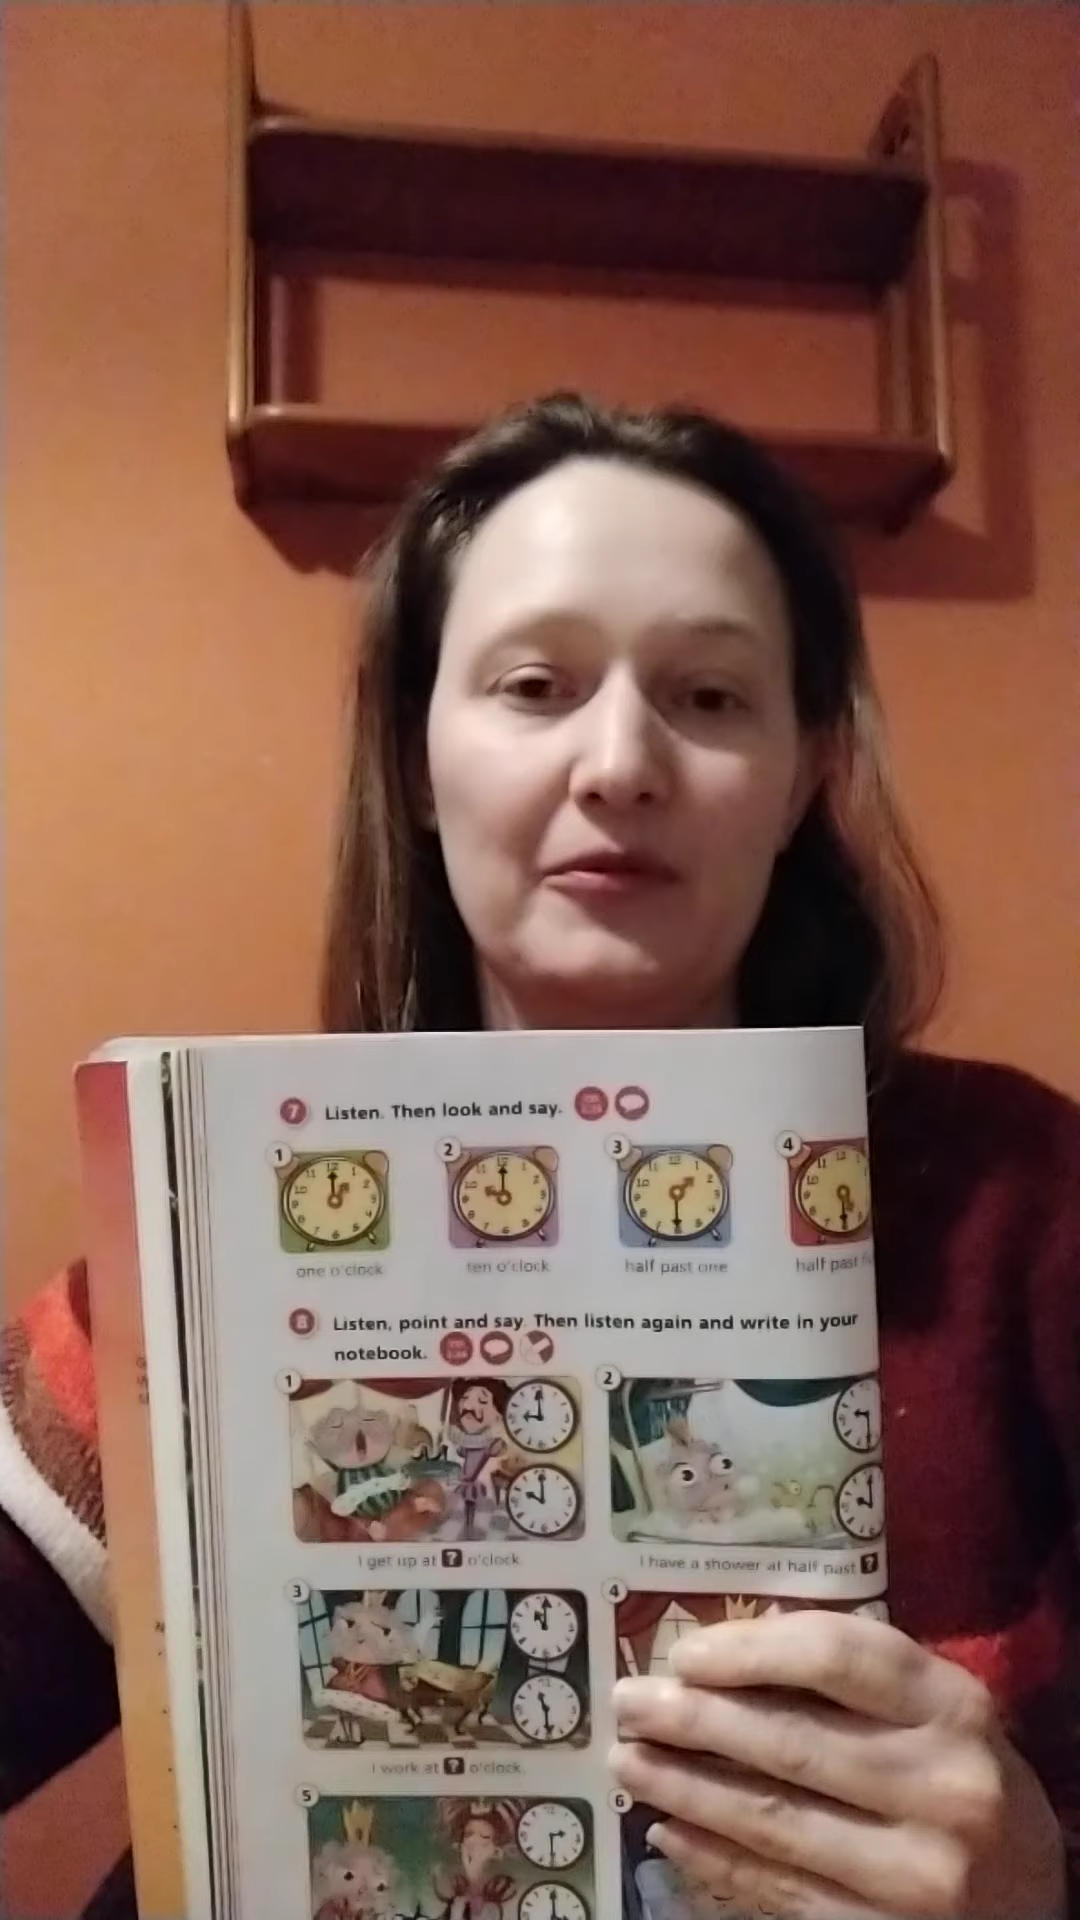 7 Listen. Then look and say.
1 2 3 4
one o'clock ten o'clock half past one half past
8 Listen, point and say. Then listen again and write in your
notebook.
1 2
I get up at ? o'clock. I have a shower at half past ?
3 4
I work at ? o'clock.
5 6